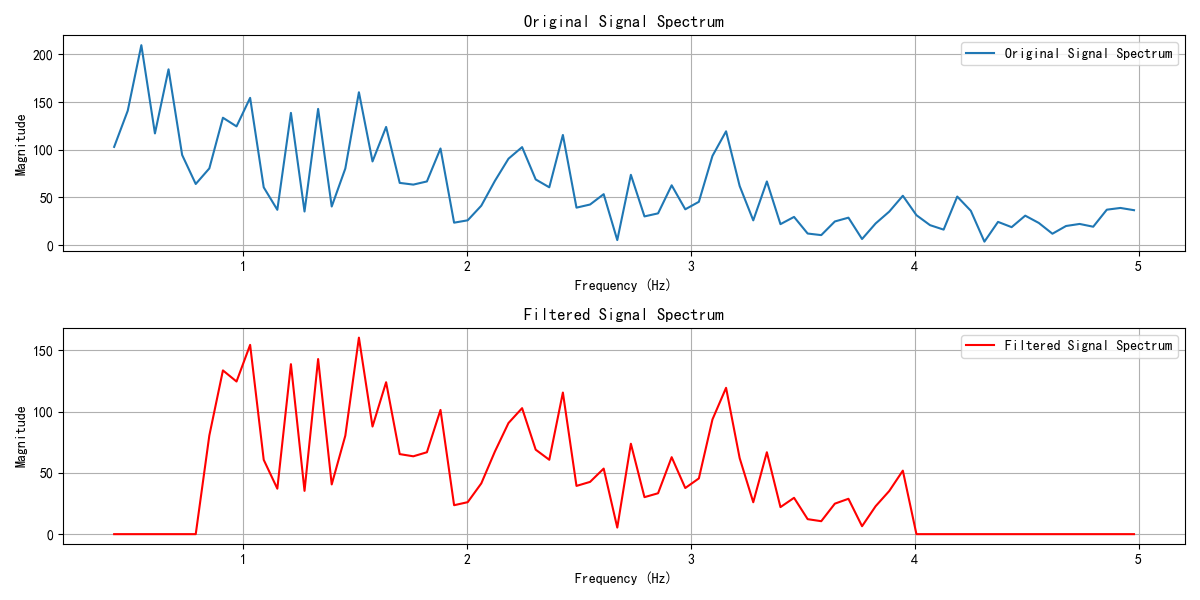 Original Signal Spectrum
Original Signal Spectrum
Magnitude
200
150
100
50
0
1 2 3 4 5
Frequency (Hz)
Filtered Signal Spectrum
Filtered Signal Spectrum
Magnitude
150
100
50
0
1 2 3 4 5
Frequency (Hz)